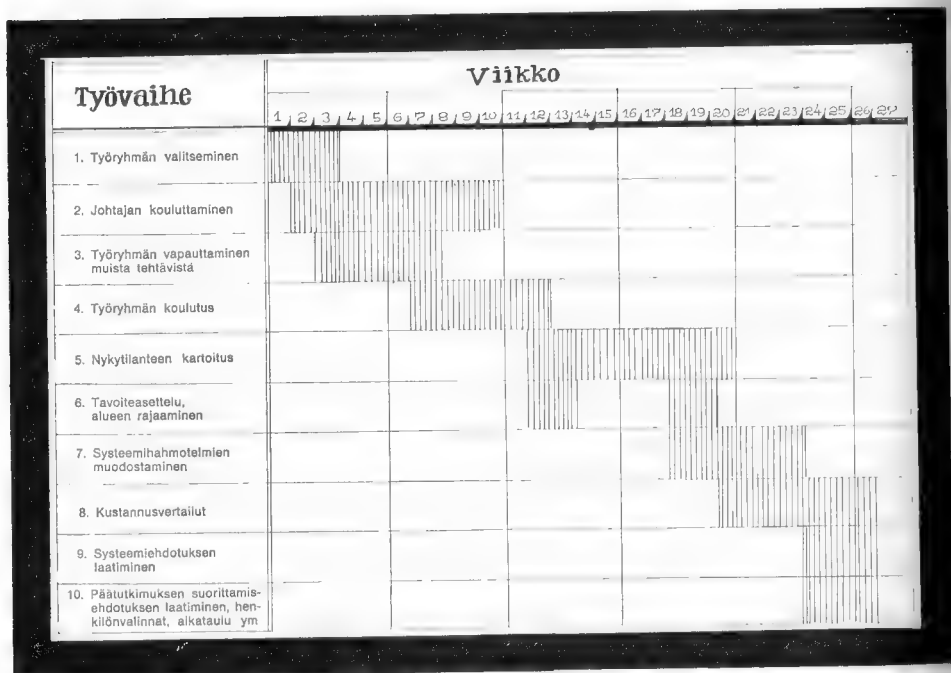 Viikko
Työvaihe
1 2 3 4 5 6 7 8 9 10 11 12 13 14 15 16 17 18 19 20 21 22 23 24 25 26 27
1. Työryhmän valitseminen
2. Johtajan kouluttaminen
3. Työryhmän vapauttaminen
muista tehtävistä
4. Työryhmän koulutus
5. Nykytilanteen kartoitus
6. Tavoiteasettelu,
alueen rajaaminen
7. Systeemihahmotelmien
muodostaminen
8. Kustannusvertailut
9. Systeemiehdotuksen
laatiminen
10. Päätutkimuksen suorittamis-
ehdotuksen laatiminen, hen-
kilönvalinnat, aikataulu ym